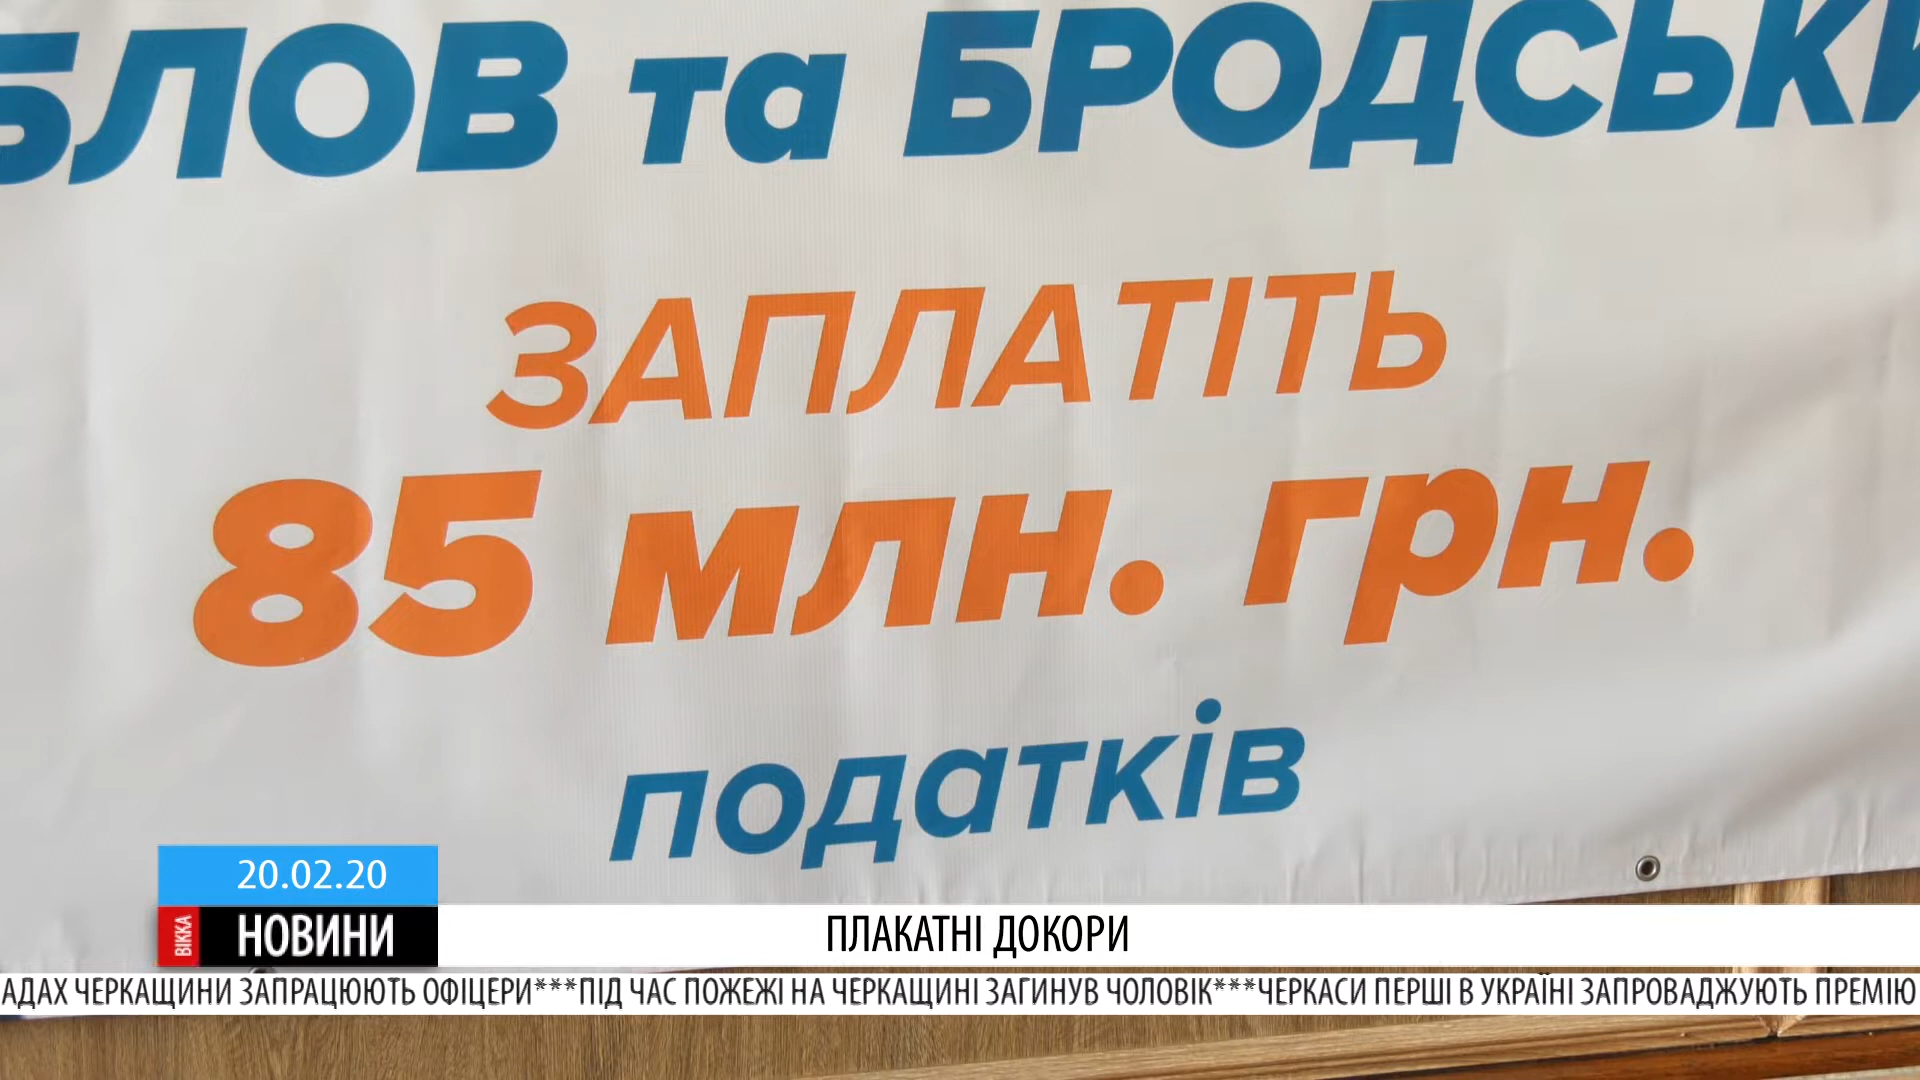 БЛОВ та БРОДСЬКИ
ЗАПЛАТІТЬ
85 млн. грн.
податків
20.02.20
ВІККА
НОВИНИ
ПЛАКАТНІ ДОКОРИ
АДАХ ЧЕРКАЩИНИ ЗАПРАЦЮЮТЬ ОФІЦЕРИ***ПІД ЧАС ПОЖЕЖІ НА ЧЕРКАЩИНІ ЗАГИНУВ ЧОЛОВІК***ЧЕРКАСИ ПЕРШІ В УКРАЇНІ ЗАПРОВАДЖУЮТЬ ПРЕМІЮ